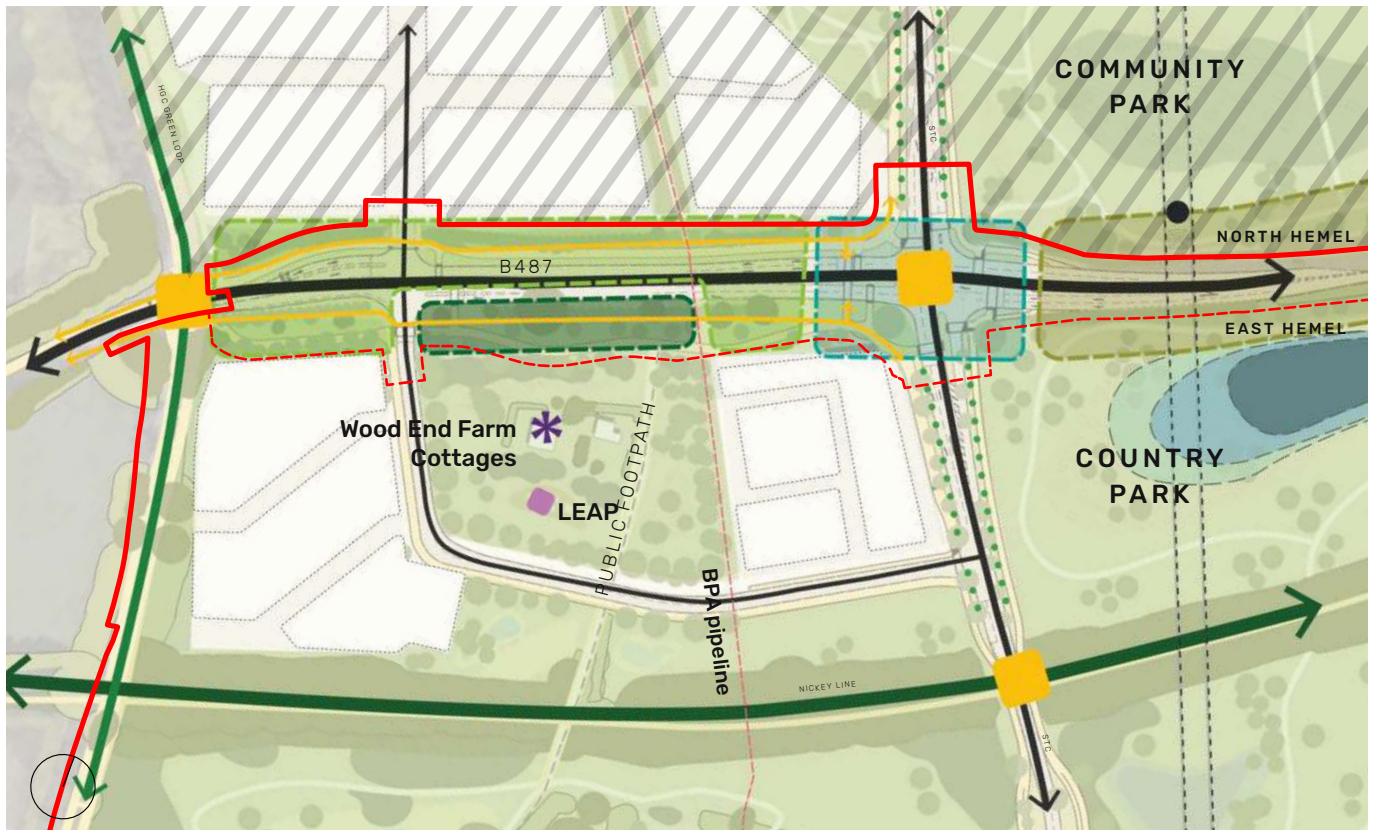 COMMUNITY
PARK
HGC GREEN LOOP
STC
NORTH HEMEL
B487
EAST HEMEL
Wood End Farm
Cottages
PUBLIC FOOTPATH
COUNTRY
PARK
LEAP
BPA pipeline
NICKEY LINE
STC